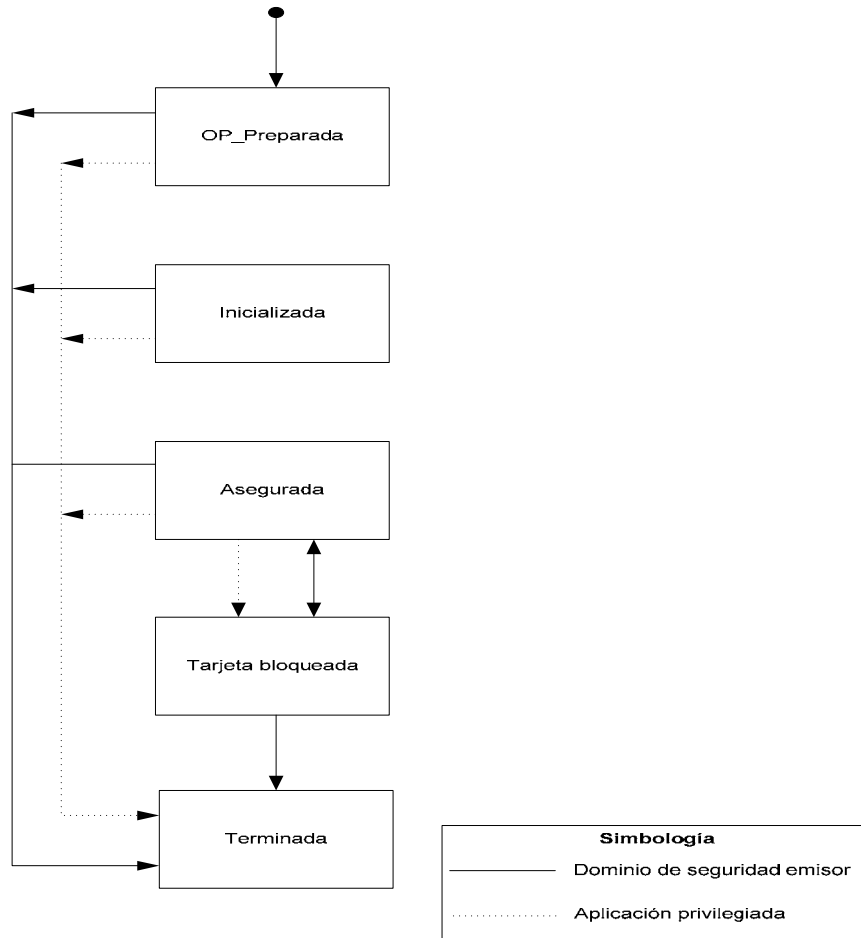 OP_Preparada
Inicializada
Asegurada
Tarjeta bloqueada
Terminada
Simbología
Dominio de seguridad emisor
Aplicación privilegiada